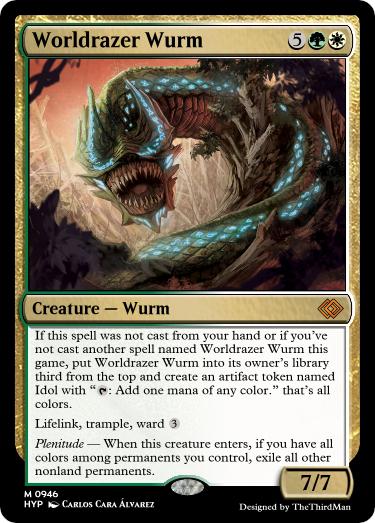 Worldrazer Wurm 5
Creature — Wurm
If this spell was not cast from your hand or if you've
not cast another spell named Worldrazer Wurm this
game, put Worldrazer Wurm into its owner's library
third from the top and create an artifact token named
Idol with “: Add one mana of any color.” that's all
colors.
Lifelink, trample, ward 3
Plenitude — When this creature enters, if you have all
colors among permanents you control, exile all other
nonland permanents.
7/7
M 0946
HYP CARLOS CARA ÁLVAREZ
Designed by TheThirdMan